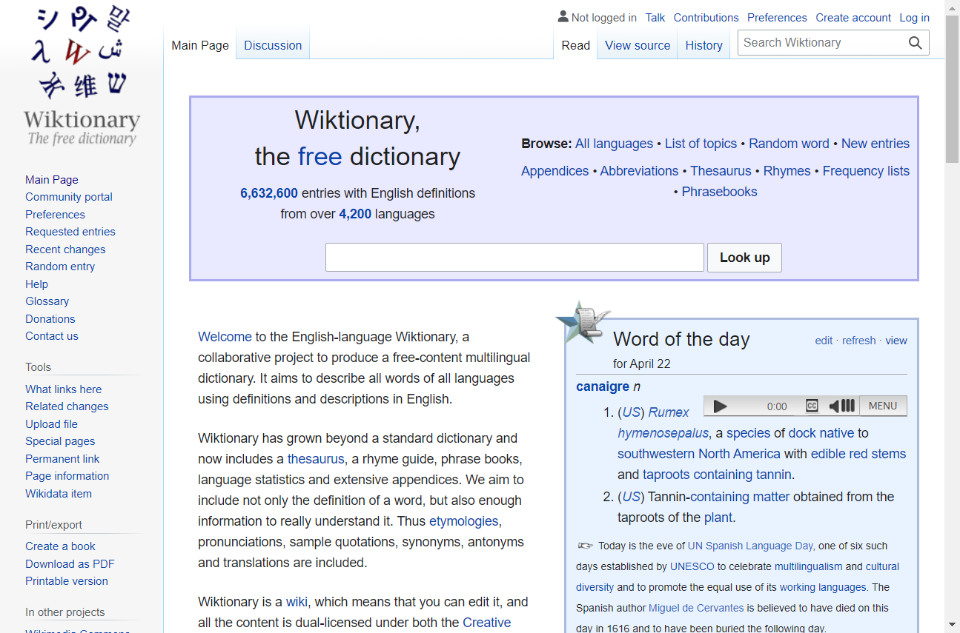 Wiktionary
The free dictionary
Main Page
Community portal
Preferences
Requested entries
Recent changes
Random entry
Help
Glossary
Donations
Contact us
Tools
What links here
Related changes
Upload file
Special pages
Permanent link
Page information
Wikidata item
Print/export
Create a book
Download as PDF
Printable version
In other projects
Wikimedia Commons
Not logged in Talk Contributions Preferences Create account Log in
Main Page Discussion Read View source History Search Wiktionary
Wiktionary,
the free dictionary
6,632,600 entries with English definitions
from over 4,200 languages
Browse: All languages • List of topics • Random word • New entries
Appendices • Abbreviations • Thesaurus • Rhymes • Frequency lists
• Phrasebooks
Look up
Welcome to the English-language Wiktionary, a
collaborative project to produce a free-content multilingual
dictionary. It aims to describe all words of all languages
using definitions and descriptions in English.
Wiktionary has grown beyond a standard dictionary and
now includes a thesaurus, a rhyme guide, phrase books,
language statistics and extensive appendices. We aim to
include not only the definition of a word, but also enough
information to really understand it. Thus etymologies,
pronunciations, sample quotations, synonyms, antonyms
and translations are included.
Wiktionary is a wiki, which means that you can edit it, and
all the content is dual-licensed under both the Creative
Word of the day
edit · refresh · view
for April 22
canaigre n
0:00 CC MENU
1. (US) Rumex
hymenosepalus, a species of dock native to
southwestern North America with edible red stems
and taproots containing tannin.
2. (US) Tannin-containing matter obtained from the
taproots of the plant.
Today is the eve of UN Spanish Language Day, one of six such
days established by UNESCO to celebrate multilingualism and cultural
diversity and to promote the equal use of its working languages. The
Spanish author Miguel de Cervantes is believed to have died on this
day in 1616 and to have been buried the following day.